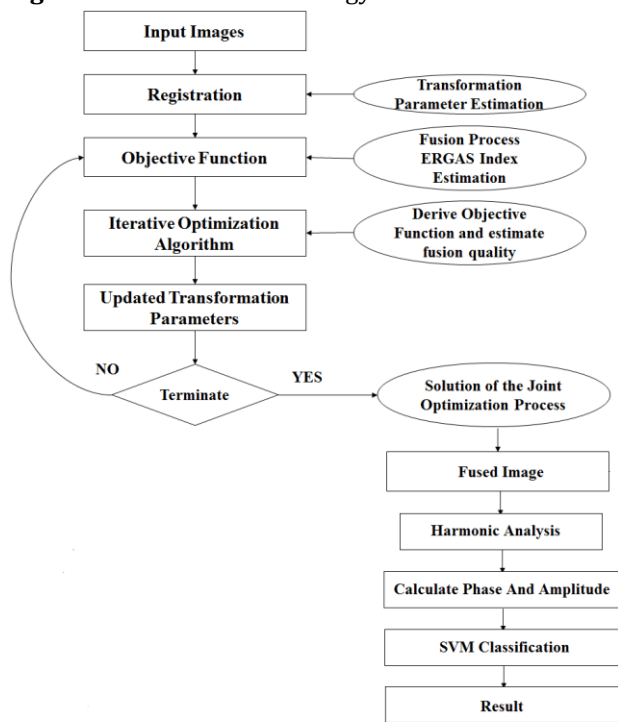 Input Images
Registration
Transformation
Parameter Estimation
Objective Function
Fusion Process
ERGAS Index
Estimation
Iterative Optimization
Algorithm
Derive Objective
Function and estimate
fusion quality
Updated Transformation
Parameters
NO
Terminate
YES
Solution of the Joint
Optimization Process
Fused Image
Harmonic Analysis
Calculate Phase And Amplitude
SVM Classification
Result